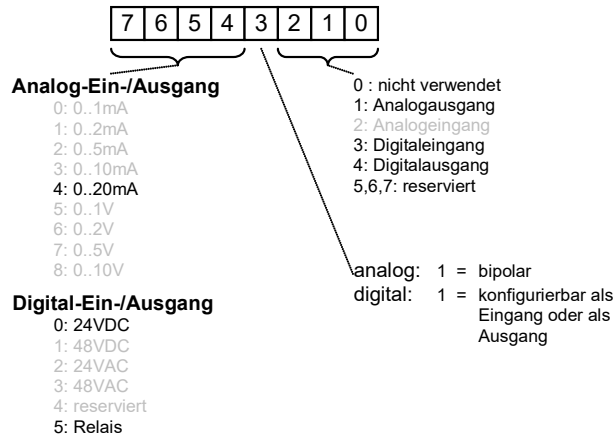 7 6 5 4 3 2 1 0
Analog-Ein-/Ausgang
0: 0..1mA
1: 0..2mA
2: 0..5mA
3: 0..10mA
4: 0..20mA
5: 0..1V
6: 0..2V
7: 0..5V
8: 0..10V
Digital-Ein-/Ausgang
0: 24VDC
1: 48VDC
2: 24VAC
3: 48VAC
4: reserviert
5: Relais
0 : nicht verwendet
1: Analogausgang
2: Analogeingang
3: Digitaleingang
4: Digitalausgang
5,6,7: reserviert
analog: 1 = bipolar
digital: 1 = konfigurierbar als
Eingang oder als
Ausgang